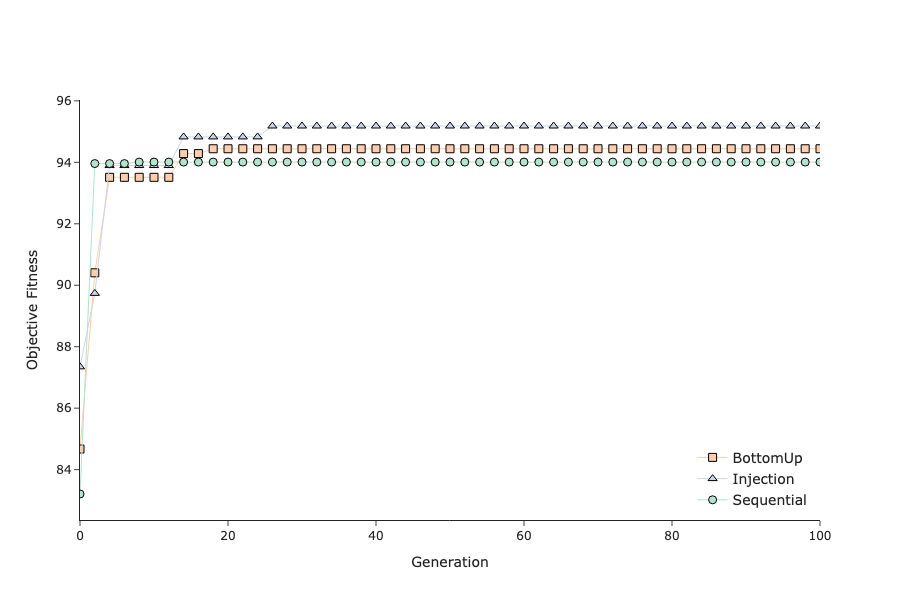 96
94
92
90
88
86
84
Objective Fitness
0 20 40 60 80 100
Generation
BottomUp
Injection
Sequential